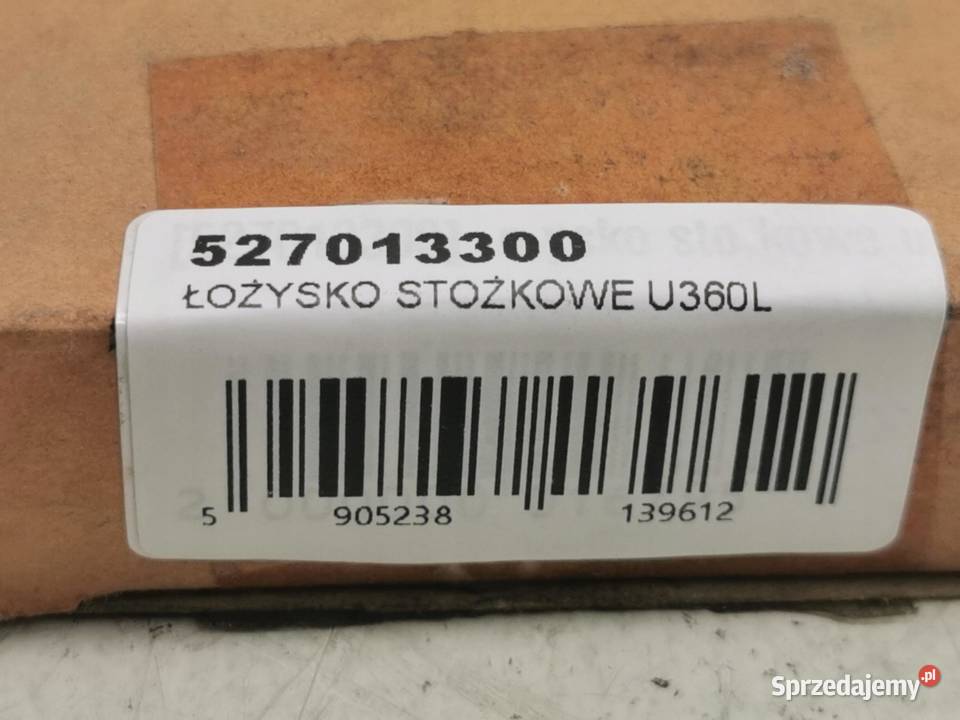 527013300
ŁOŻYSKO STOŻKOWE U360L
5 905238 139612
Sprzedajemy.pl